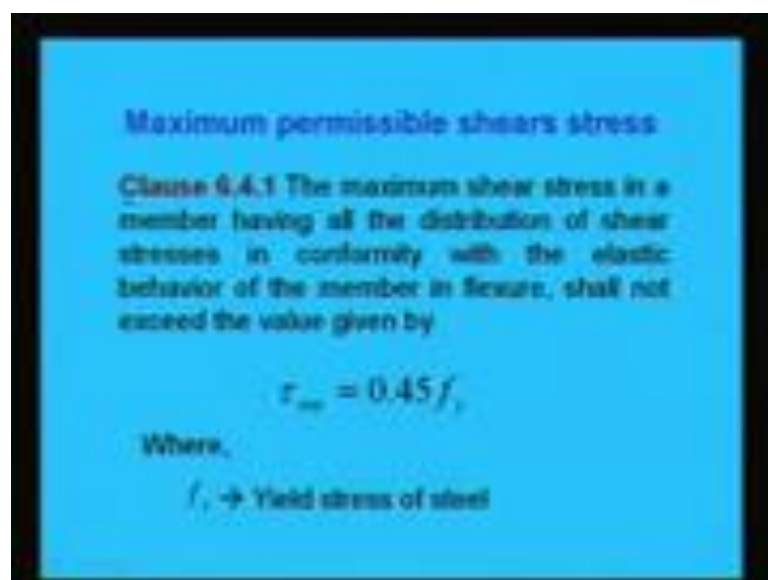 Maximum permissible shears stress
Clause 6.4.1 The maximum shear stress in a
member having all the distribution of shear
stresses in conformity with the elastic
behavior of the member in flexure, shall not
exceed the value given by
τ = 0.45 f
Where,
f → Yield stress of steel